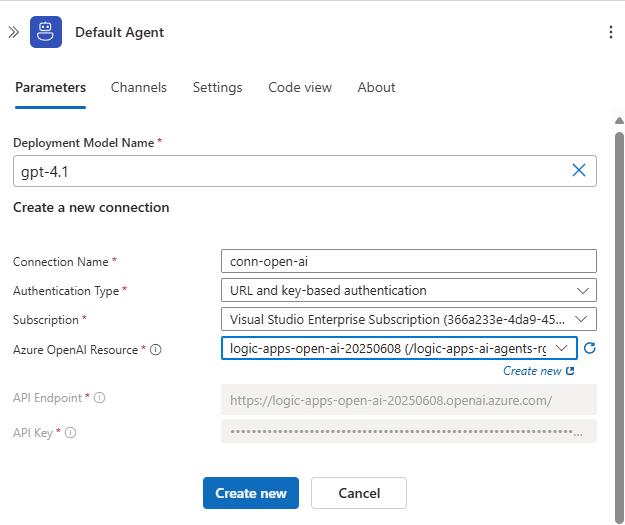 Default Agent
Parameters Channels Settings Code view About
Deployment Model Name *
gpt-4.1
Create a new connection
Connection Name * conn-open-ai
Authentication Type * URL and key-based authentication
Subscription * Visual Studio Enterprise Subscription (366a233e-4da9-45...
Azure OpenAI Resource * logic-apps-open-ai-20250608 (/logic-apps-ai-agents-rg
Create new
API Endpoint * https://logic-apps-open-ai-20250608.openai.azure.com/
API Key *
Create new Cancel